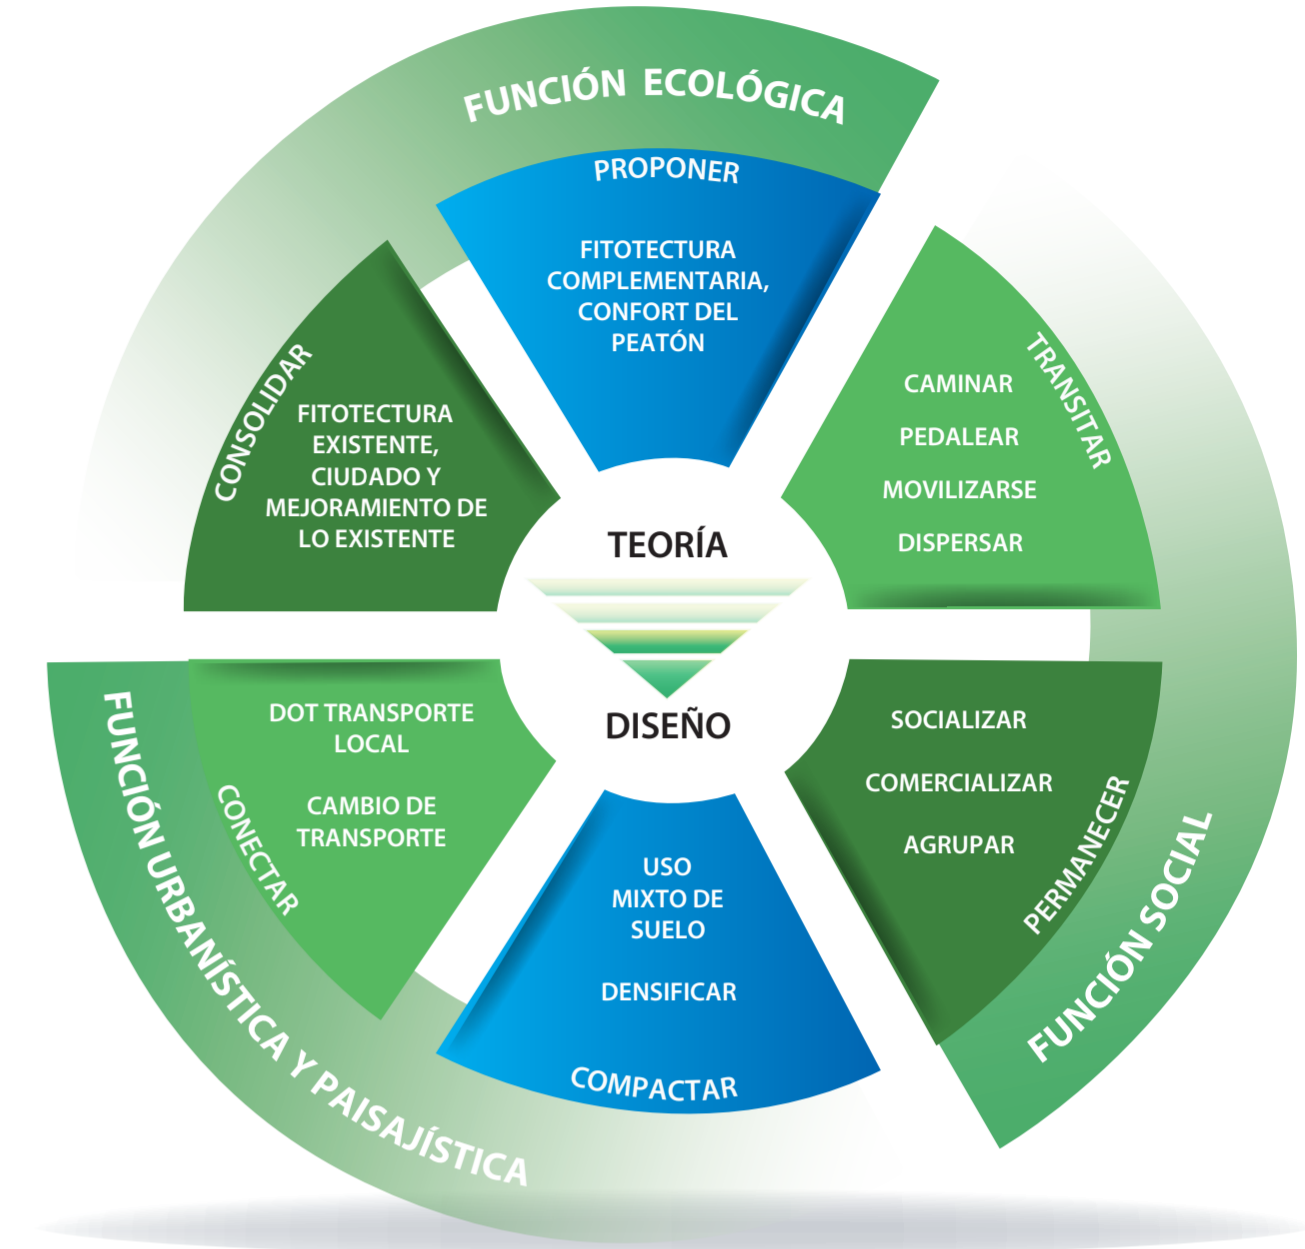 FUNCIÓN ECOLÓGICA
PROPONER
FITOTECTURA
COMPLEMENTARIA,
CONFORT DEL
PEATÓN
TRANSITAR
CAMINAR
PEDALEAR
MOVILIZARSE
DISPERSAR
CONSOLIDAR
FITOTECTURA
EXISTENTE,
CIUDADO Y
MEJORAMIENTO DE
LO EXISTENTE
TEORÍA
DISEÑO
DOT TRANSPORTE
LOCAL
CAMBIO DE
TRANSPORTE
CONECTAR
FUNCIÓN URBANÍSTICA Y PAISAJÍSTICA
USO
MIXTO DE
SUELO
DENSIFICAR
COMPACTAR
SOCIALIZAR
COMERCIALIZAR
AGRUPAR
PERMANECER
FUNCIÓN SOCIAL